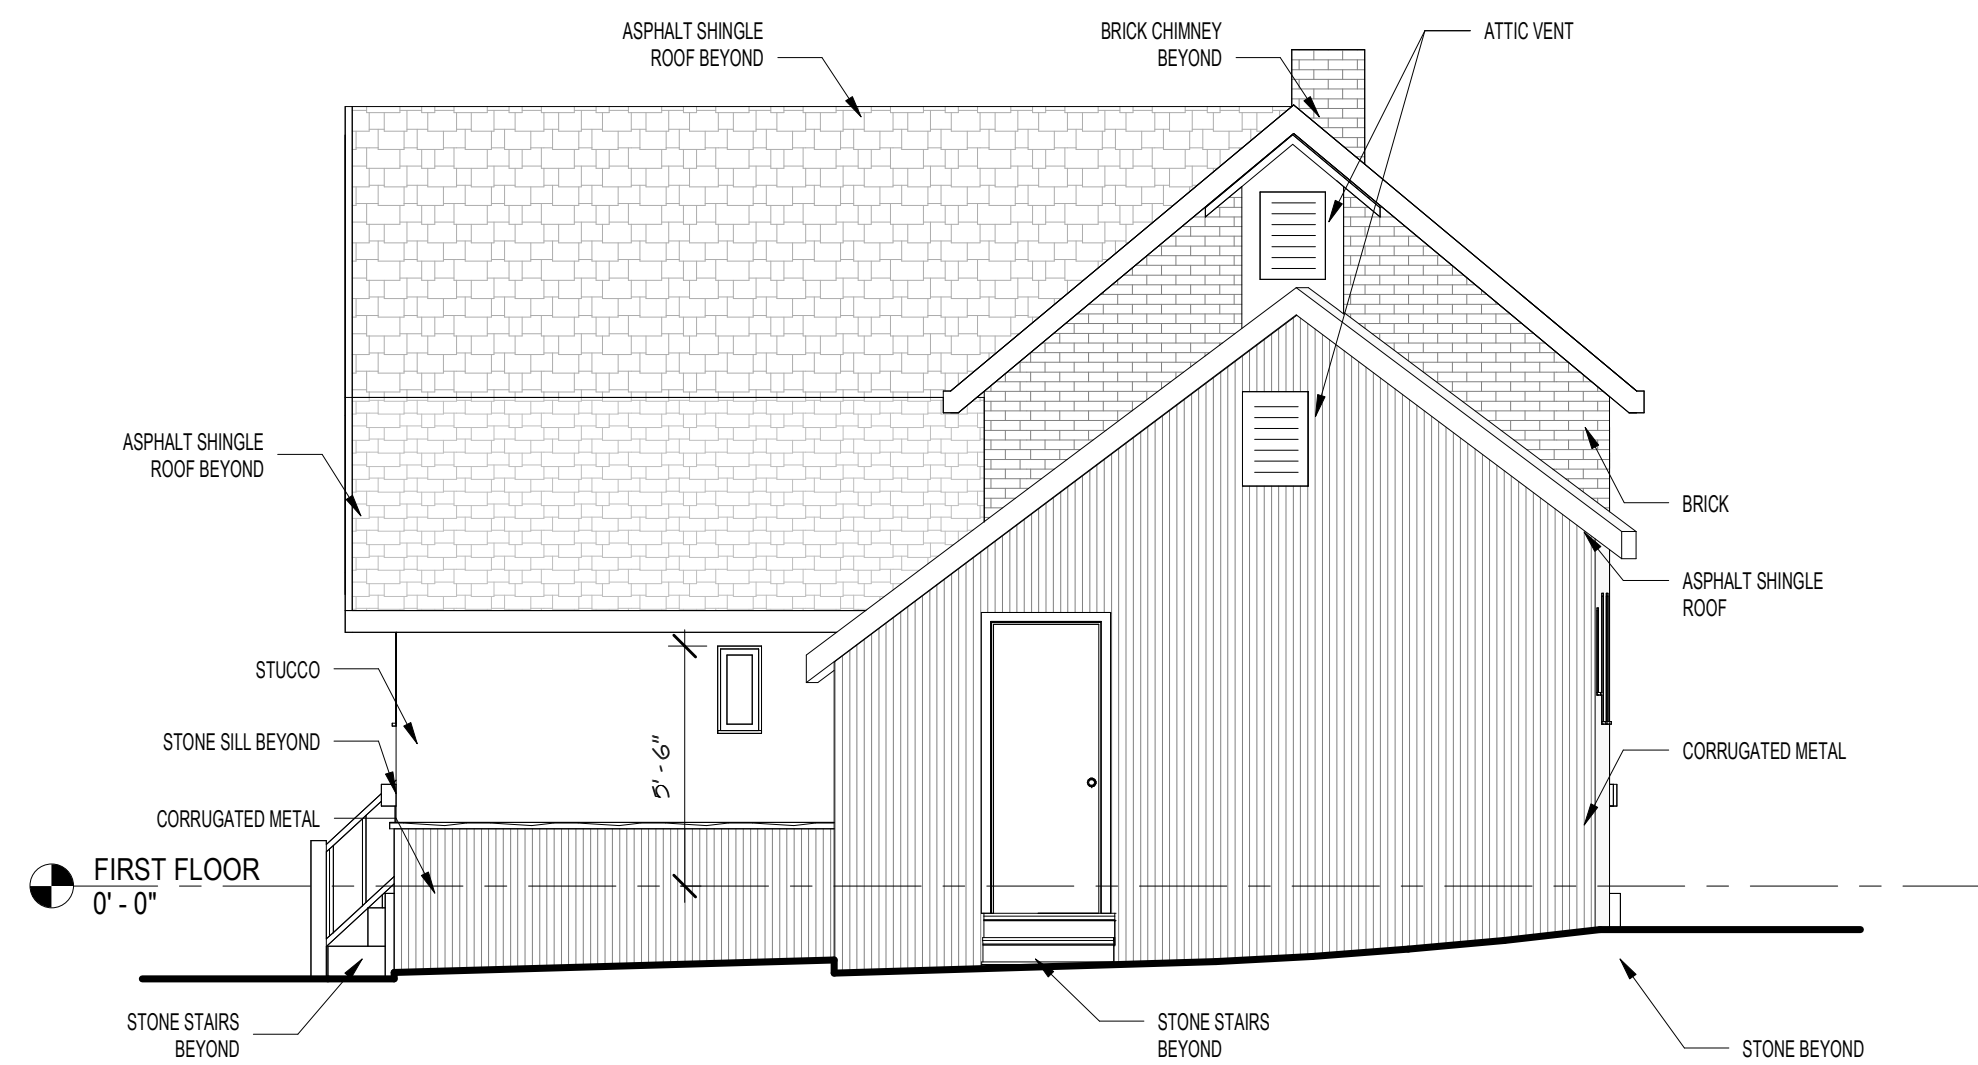 ASPHALT SHINGLE
ROOF BEYOND
BRICK CHIMNEY
BEYOND
ATTIC VENT
ASPHALT SHINGLE
ROOF BEYOND
BRICK
ASPHALT SHINGLE
ROOF
STUCCO
STONE SILL BEYOND
5' - 6"
CORRUGATED METAL
CORRUGATED METAL
FIRST FLOOR
0' - 0"
STONE STAIRS
BEYOND
STONE STAIRS
BEYOND
STONE BEYOND